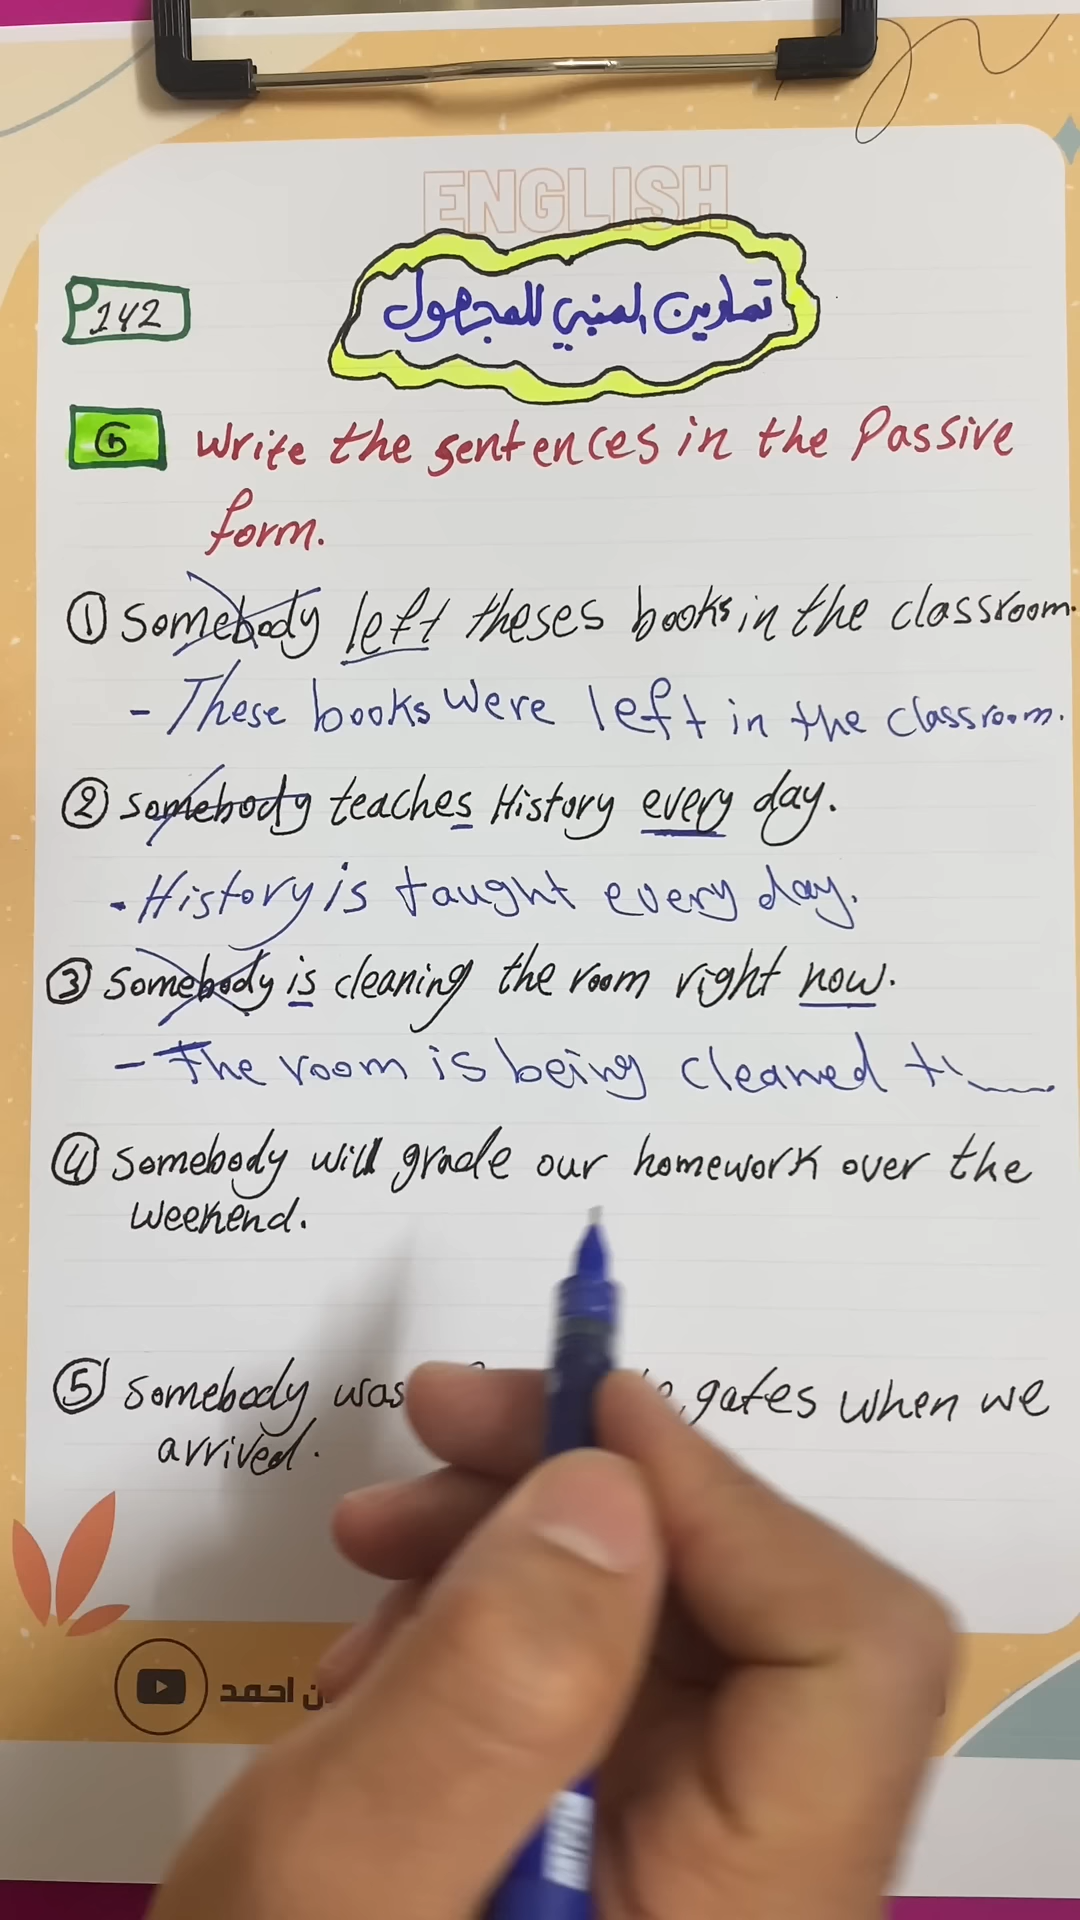 ENGLISH
تمارين المبني للمجهول
P142
G Write the sentences in the Passive
form.
① Somebody left theses books in the classroom.
- These books were left in the classroom.
② Somebody teaches History every day.
- History is taught every day.
③ Somebody is cleaning the room right now.
- The room is being cleaned
④ Somebody will grade our homework over the
weekend.
⑤ Somebody was gates when we
arrived.
احمد